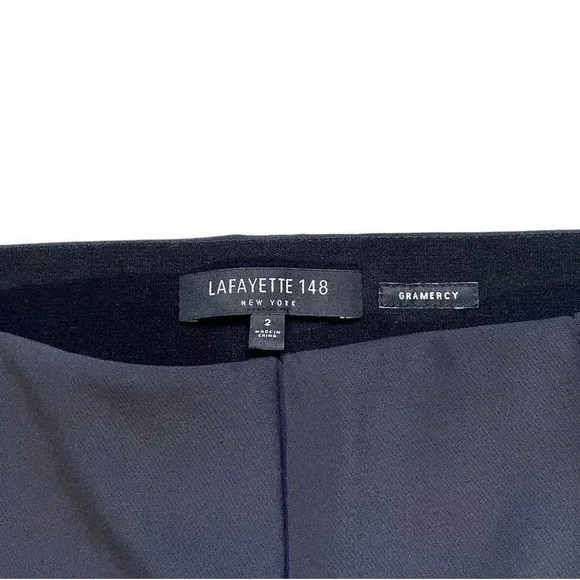 LAFAYETTE 148
NEW YORK
GRAMERCY
2
MADE IN
CHINA